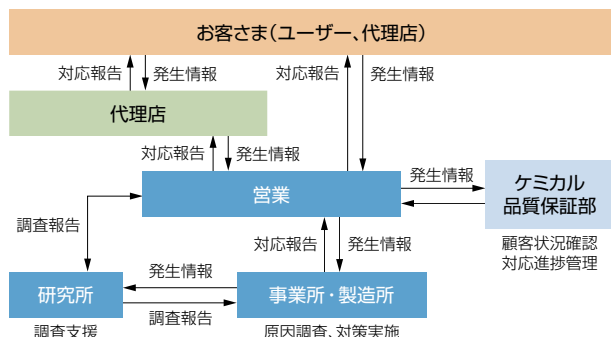 お客さま(ユーザー、代理店)
対応報告 発生情報 対応報告 発生情報
代理店
対応報告 発生情報
発生情報
営業
ケミカル
品質保証部
調査報告
対応報告 発生情報
顧客状況確認
対応進捗管理
発生情報
研究所
事業所・製造所
調査報告
調査支援
原因調査、対策実施